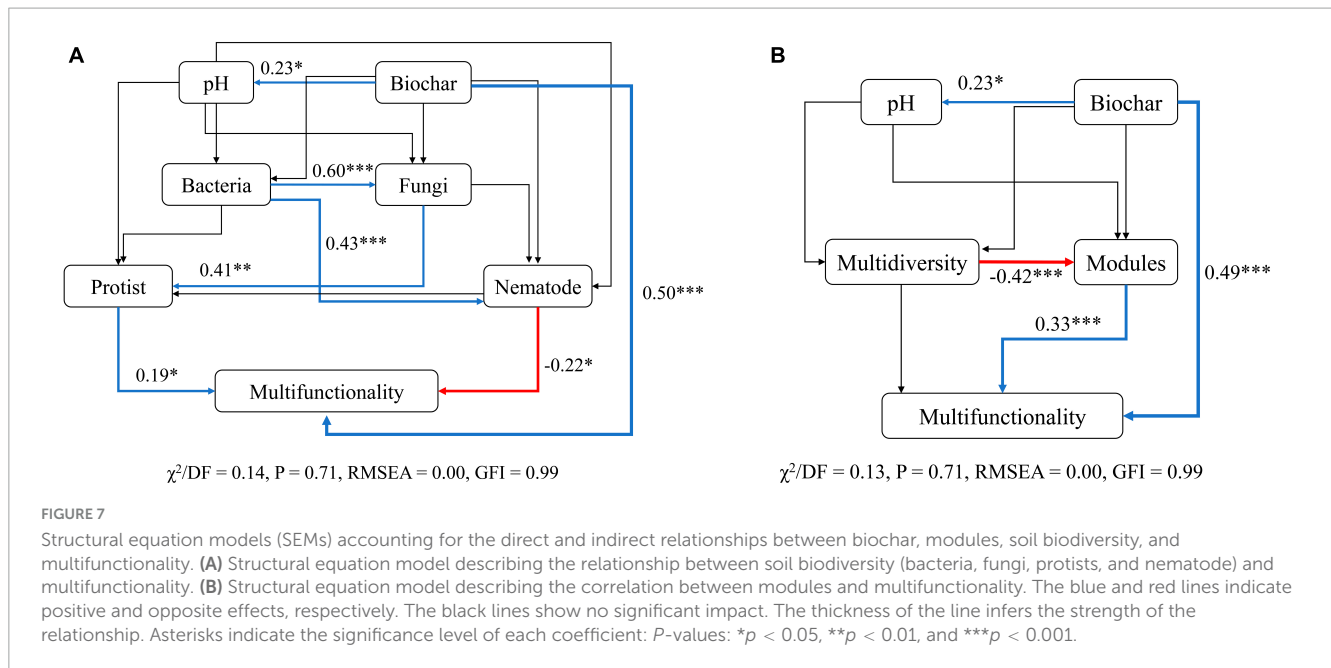 A
pH
0.23*
Biochar
Bacteria
0.60***
Fungi
0.43***
0.41**
Protist
Nematode
0.50***
0.19*
-0.22*
Multifunctionality
χ²/DF = 0.14, P = 0.71, RMSEA = 0.00, GFI = 0.99
B
pH
0.23*
Biochar
Multidiversity
-0.42***
Modules
0.49***
0.33***
Multifunctionality
χ²/DF = 0.13, P = 0.71, RMSEA = 0.00, GFI = 0.99
FIGURE 7
Structural equation models (SEMs) accounting for the direct and indirect relationships between biochar, modules, soil biodiversity, and
multifunctionality. (A) Structural equation model describing the relationship between soil biodiversity (bacteria, fungi, protists, and nematode) and
multifunctionality. (B) Structural equation model describing the correlation between modules and multifunctionality. The blue and red lines indicate
positive and opposite effects, respectively. The black lines show no significant impact. The thickness of the line infers the strength of the
relationship. Asterisks indicate the significance level of each coefficient: P-values: *p < 0.05, **p < 0.01, and ***p < 0.001.